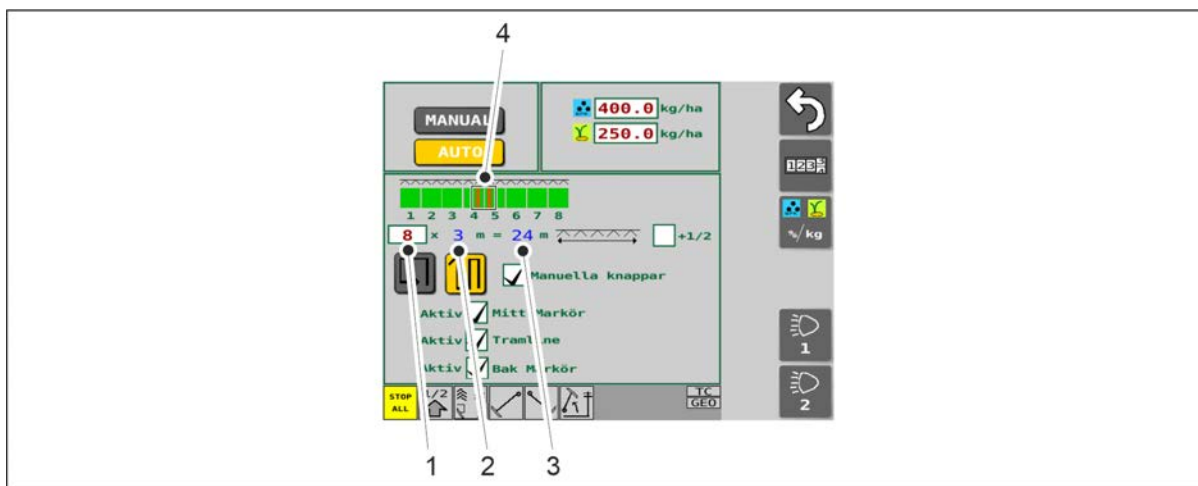 4
MANUAL
AUTO
400.0 kg/ha
250.0 kg/ha
1 2 3 4 5 6 7 8
8 x 3 m = 24 m +1/2
%/kg
Manuella knappar
Aktiv Mitt Markör
Aktiv Tramline
Aktiv Bak Markör
1
STOP
ALL
1/2
TC
GEO
2
1 2 3